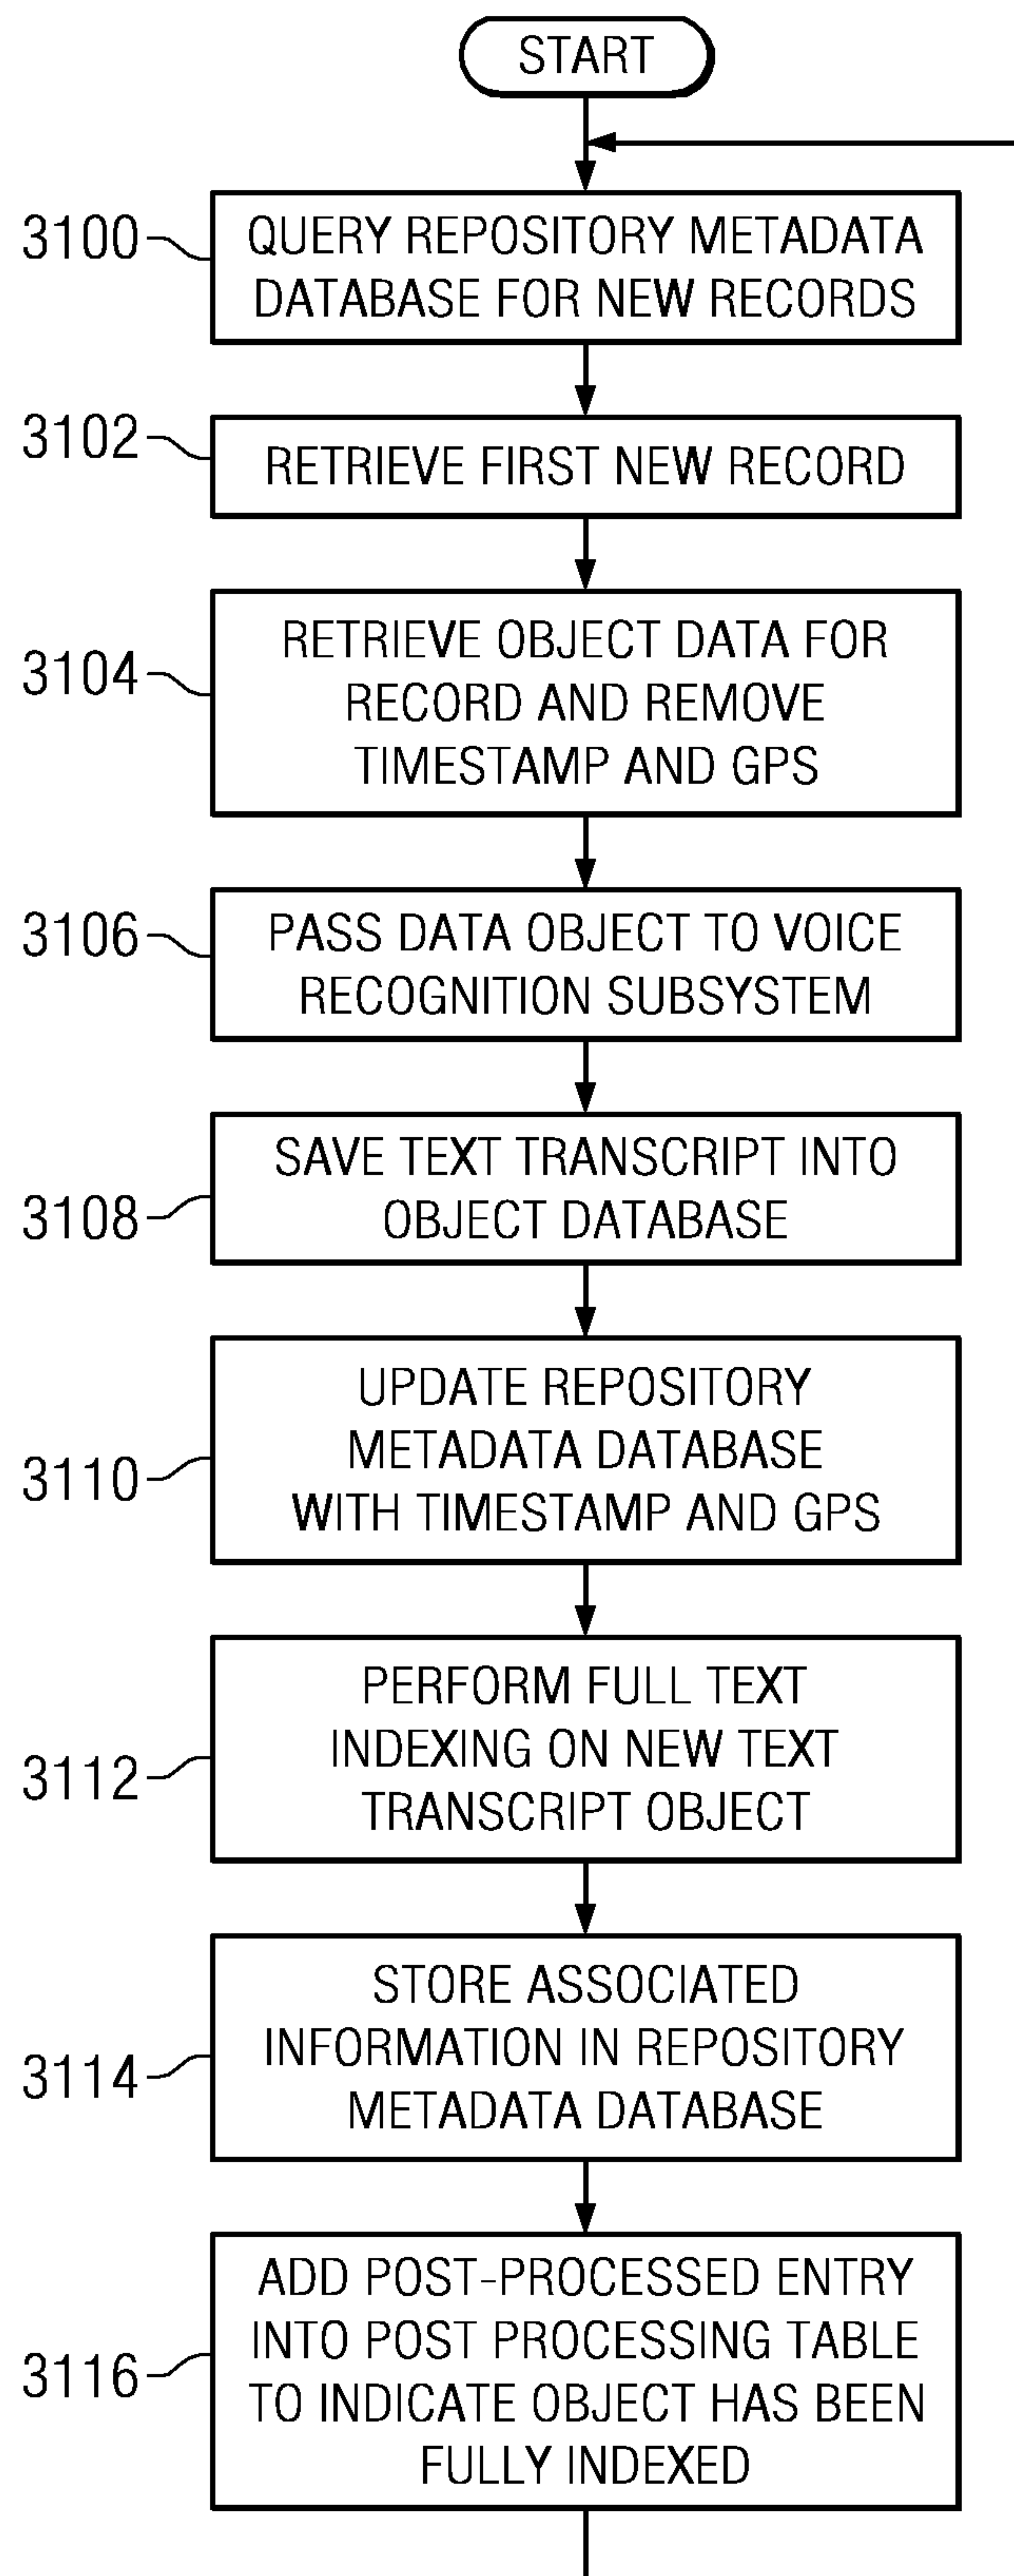 START
3100
QUERY REPOSITORY METADATA
DATABASE FOR NEW RECORDS
3102
RETRIEVE FIRST NEW RECORD
3104
RETRIEVE OBJECT DATA FOR
RECORD AND REMOVE
TIMESTAMP AND GPS
3106
PASS DATA OBJECT TO VOICE
RECOGNITION SUBSYSTEM
3108
SAVE TEXT TRANSCRIPT INTO
OBJECT DATABASE
3110
UPDATE REPOSITORY
METADATA DATABASE
WITH TIMESTAMP AND GPS
3112
PERFORM FULL TEXT
INDEXING ON NEW TEXT
TRANSCRIPT OBJECT
3114
STORE ASSOCIATED
INFORMATION IN REPOSITORY
METADATA DATABASE
3116
ADD POST-PROCESSED ENTRY
INTO POST PROCESSING TABLE
TO INDICATE OBJECT HAS BEEN
FULLY INDEXED